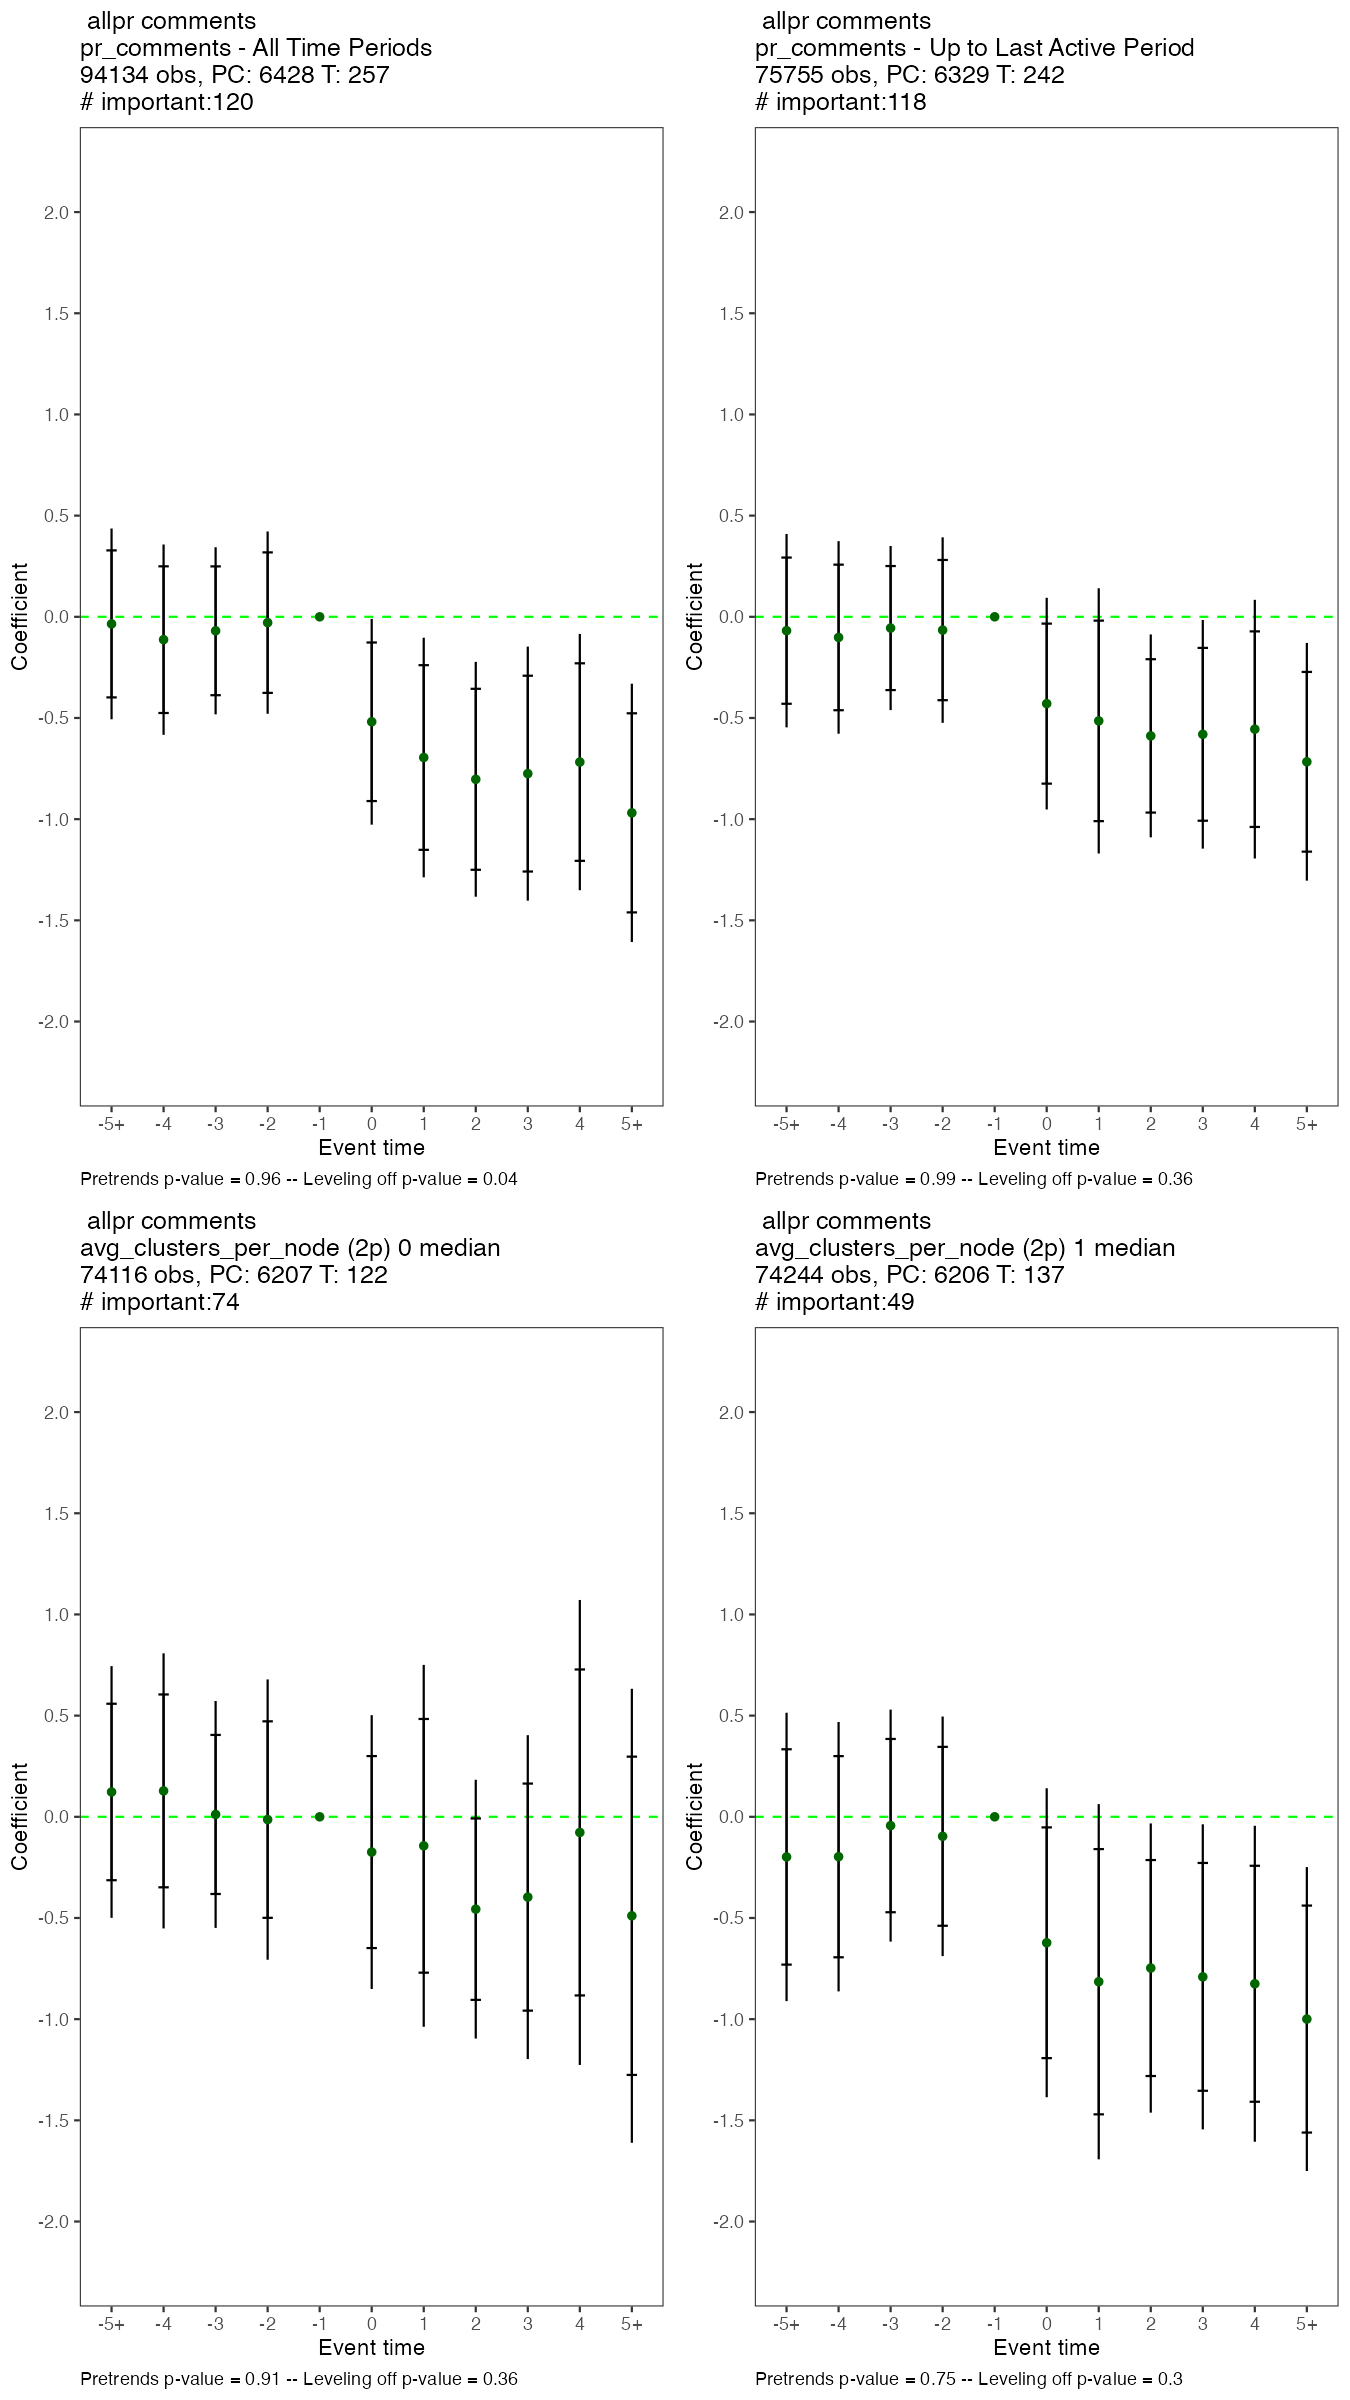 allpr comments
pr_comments - All Time Periods
94134 obs, PC: 6428 T: 257
# important:120
2.0
1.5
1.0
0.5
0.0
-0.5
-1.0
-1.5
-2.0
Coefficient
-5+ -4 -3 -2 -1 0 1 2 3 4 5+
Event time
Pretrends p-value = 0.96 -- Leveling off p-value = 0.04
allpr comments
pr_comments - Up to Last Active Period
75755 obs, PC: 6329 T: 242
# important:118
2.0
1.5
1.0
0.5
0.0
-0.5
-1.0
-1.5
-2.0
Coefficient
-5+ -4 -3 -2 -1 0 1 2 3 4 5+
Event time
Pretrends p-value = 0.99 -- Leveling off p-value = 0.36
allpr comments
avg_clusters_per_node (2p) 0 median
74116 obs, PC: 6207 T: 122
# important:74
2.0
1.5
1.0
0.5
0.0
-0.5
-1.0
-1.5
-2.0
Coefficient
-5+ -4 -3 -2 -1 0 1 2 3 4 5+
Event time
Pretrends p-value = 0.91 -- Leveling off p-value = 0.36
allpr comments
avg_clusters_per_node (2p) 1 median
74244 obs, PC: 6206 T: 137
# important:49
2.0
1.5
1.0
0.5
0.0
-0.5
-1.0
-1.5
-2.0
Coefficient
-5+ -4 -3 -2 -1 0 1 2 3 4 5+
Event time
Pretrends p-value = 0.75 -- Leveling off p-value = 0.3